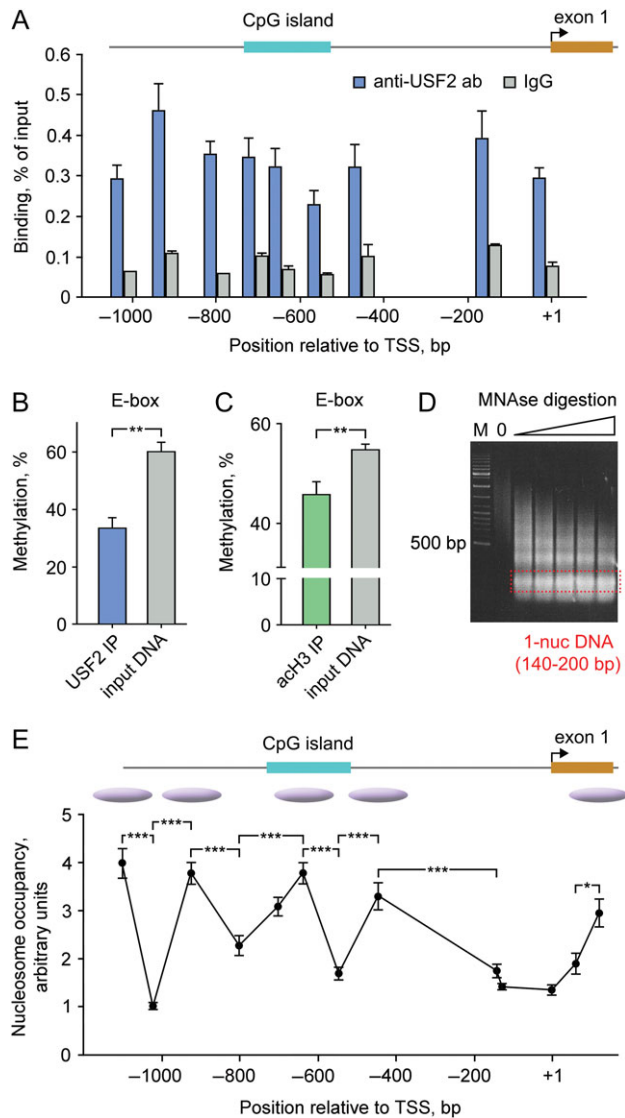 A
CpG island
exon 1
anti-USF2 ab
IgG
Binding, % of input
0.6
0.5
0.4
0.3
0.2
0.1
0
–1000
–800
–600
–400
–200
+1
Position relative to TSS, bp
B
E-box
**
Methylation, %
80
60
40
20
0
USF2 IP
input DNA
C
E-box
**
Methylation, %
60
40
10
0
acH3 IP
input DNA
D
MNAse digestion
M 0
500 bp
1-nuc DNA
(140-200 bp)
E
CpG island
exon 1
Nucleosome occupancy,
arbitrary units
5
4
3
2
1
0
*** *** *** *** *** *** *** *
–1000
–800
–600
–400
–200
+1
Position relative to TSS, bp